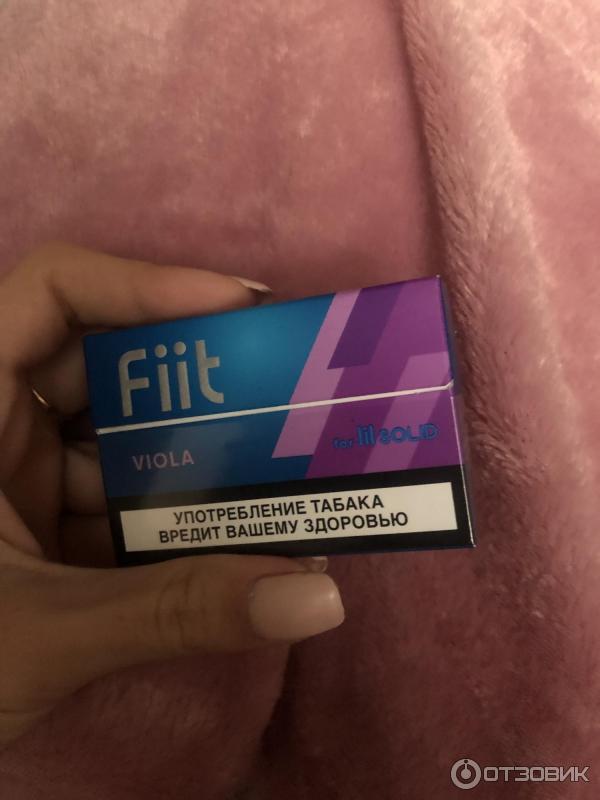 Fiit
VIOLA
for lil SOLID
УПОТРЕБЛЕНИЕ ТАБАКА
ВРЕДИТ ВАШЕМУ ЗДОРОВЬЮ
ОТЗОВИК